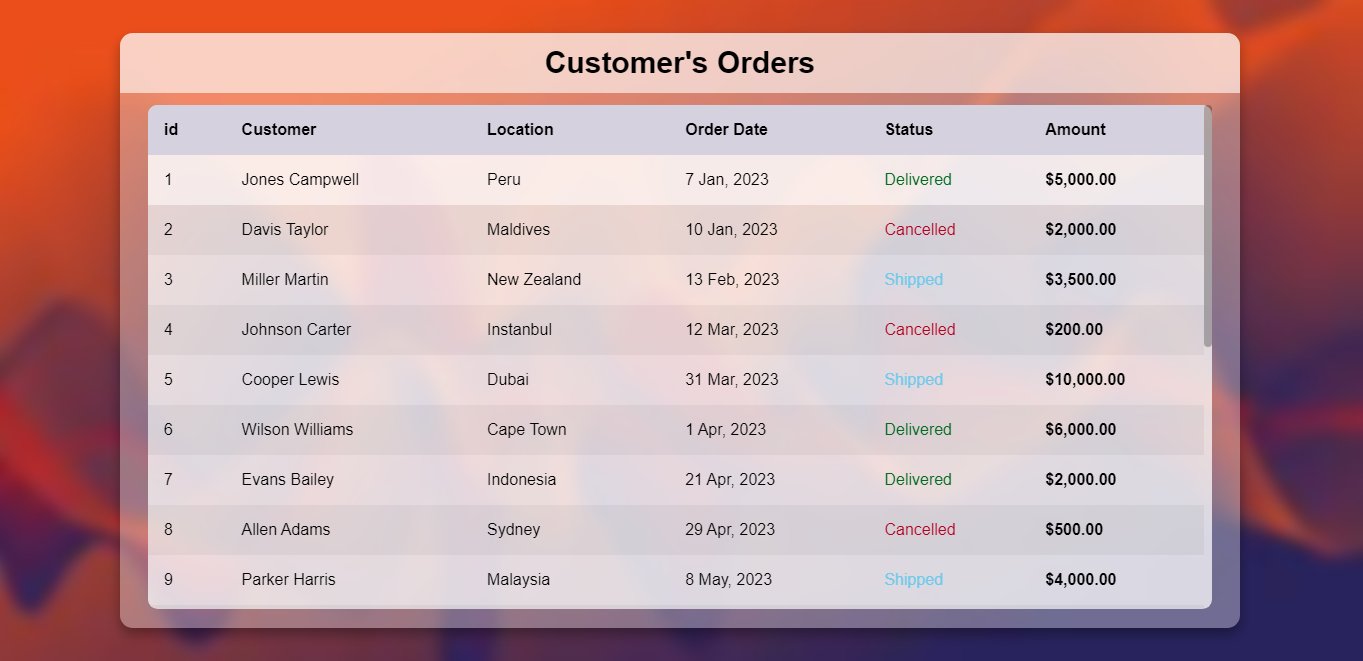 Customer's Orders
id Customer Location Order Date Status Amount
1 Jones Campwell Peru 7 Jan, 2023 Delivered $5,000.00
2 Davis Taylor Maldives 10 Jan, 2023 Cancelled $2,000.00
3 Miller Martin New Zealand 13 Feb, 2023 Shipped $3,500.00
4 Johnson Carter Instanbul 12 Mar, 2023 Cancelled $200.00
5 Cooper Lewis Dubai 31 Mar, 2023 Shipped $10,000.00
6 Wilson Williams Cape Town 1 Apr, 2023 Delivered $6,000.00
7 Evans Bailey Indonesia 21 Apr, 2023 Delivered $2,000.00
8 Allen Adams Sydney 29 Apr, 2023 Cancelled $500.00
9 Parker Harris Malaysia 8 May, 2023 Shipped $4,000.00